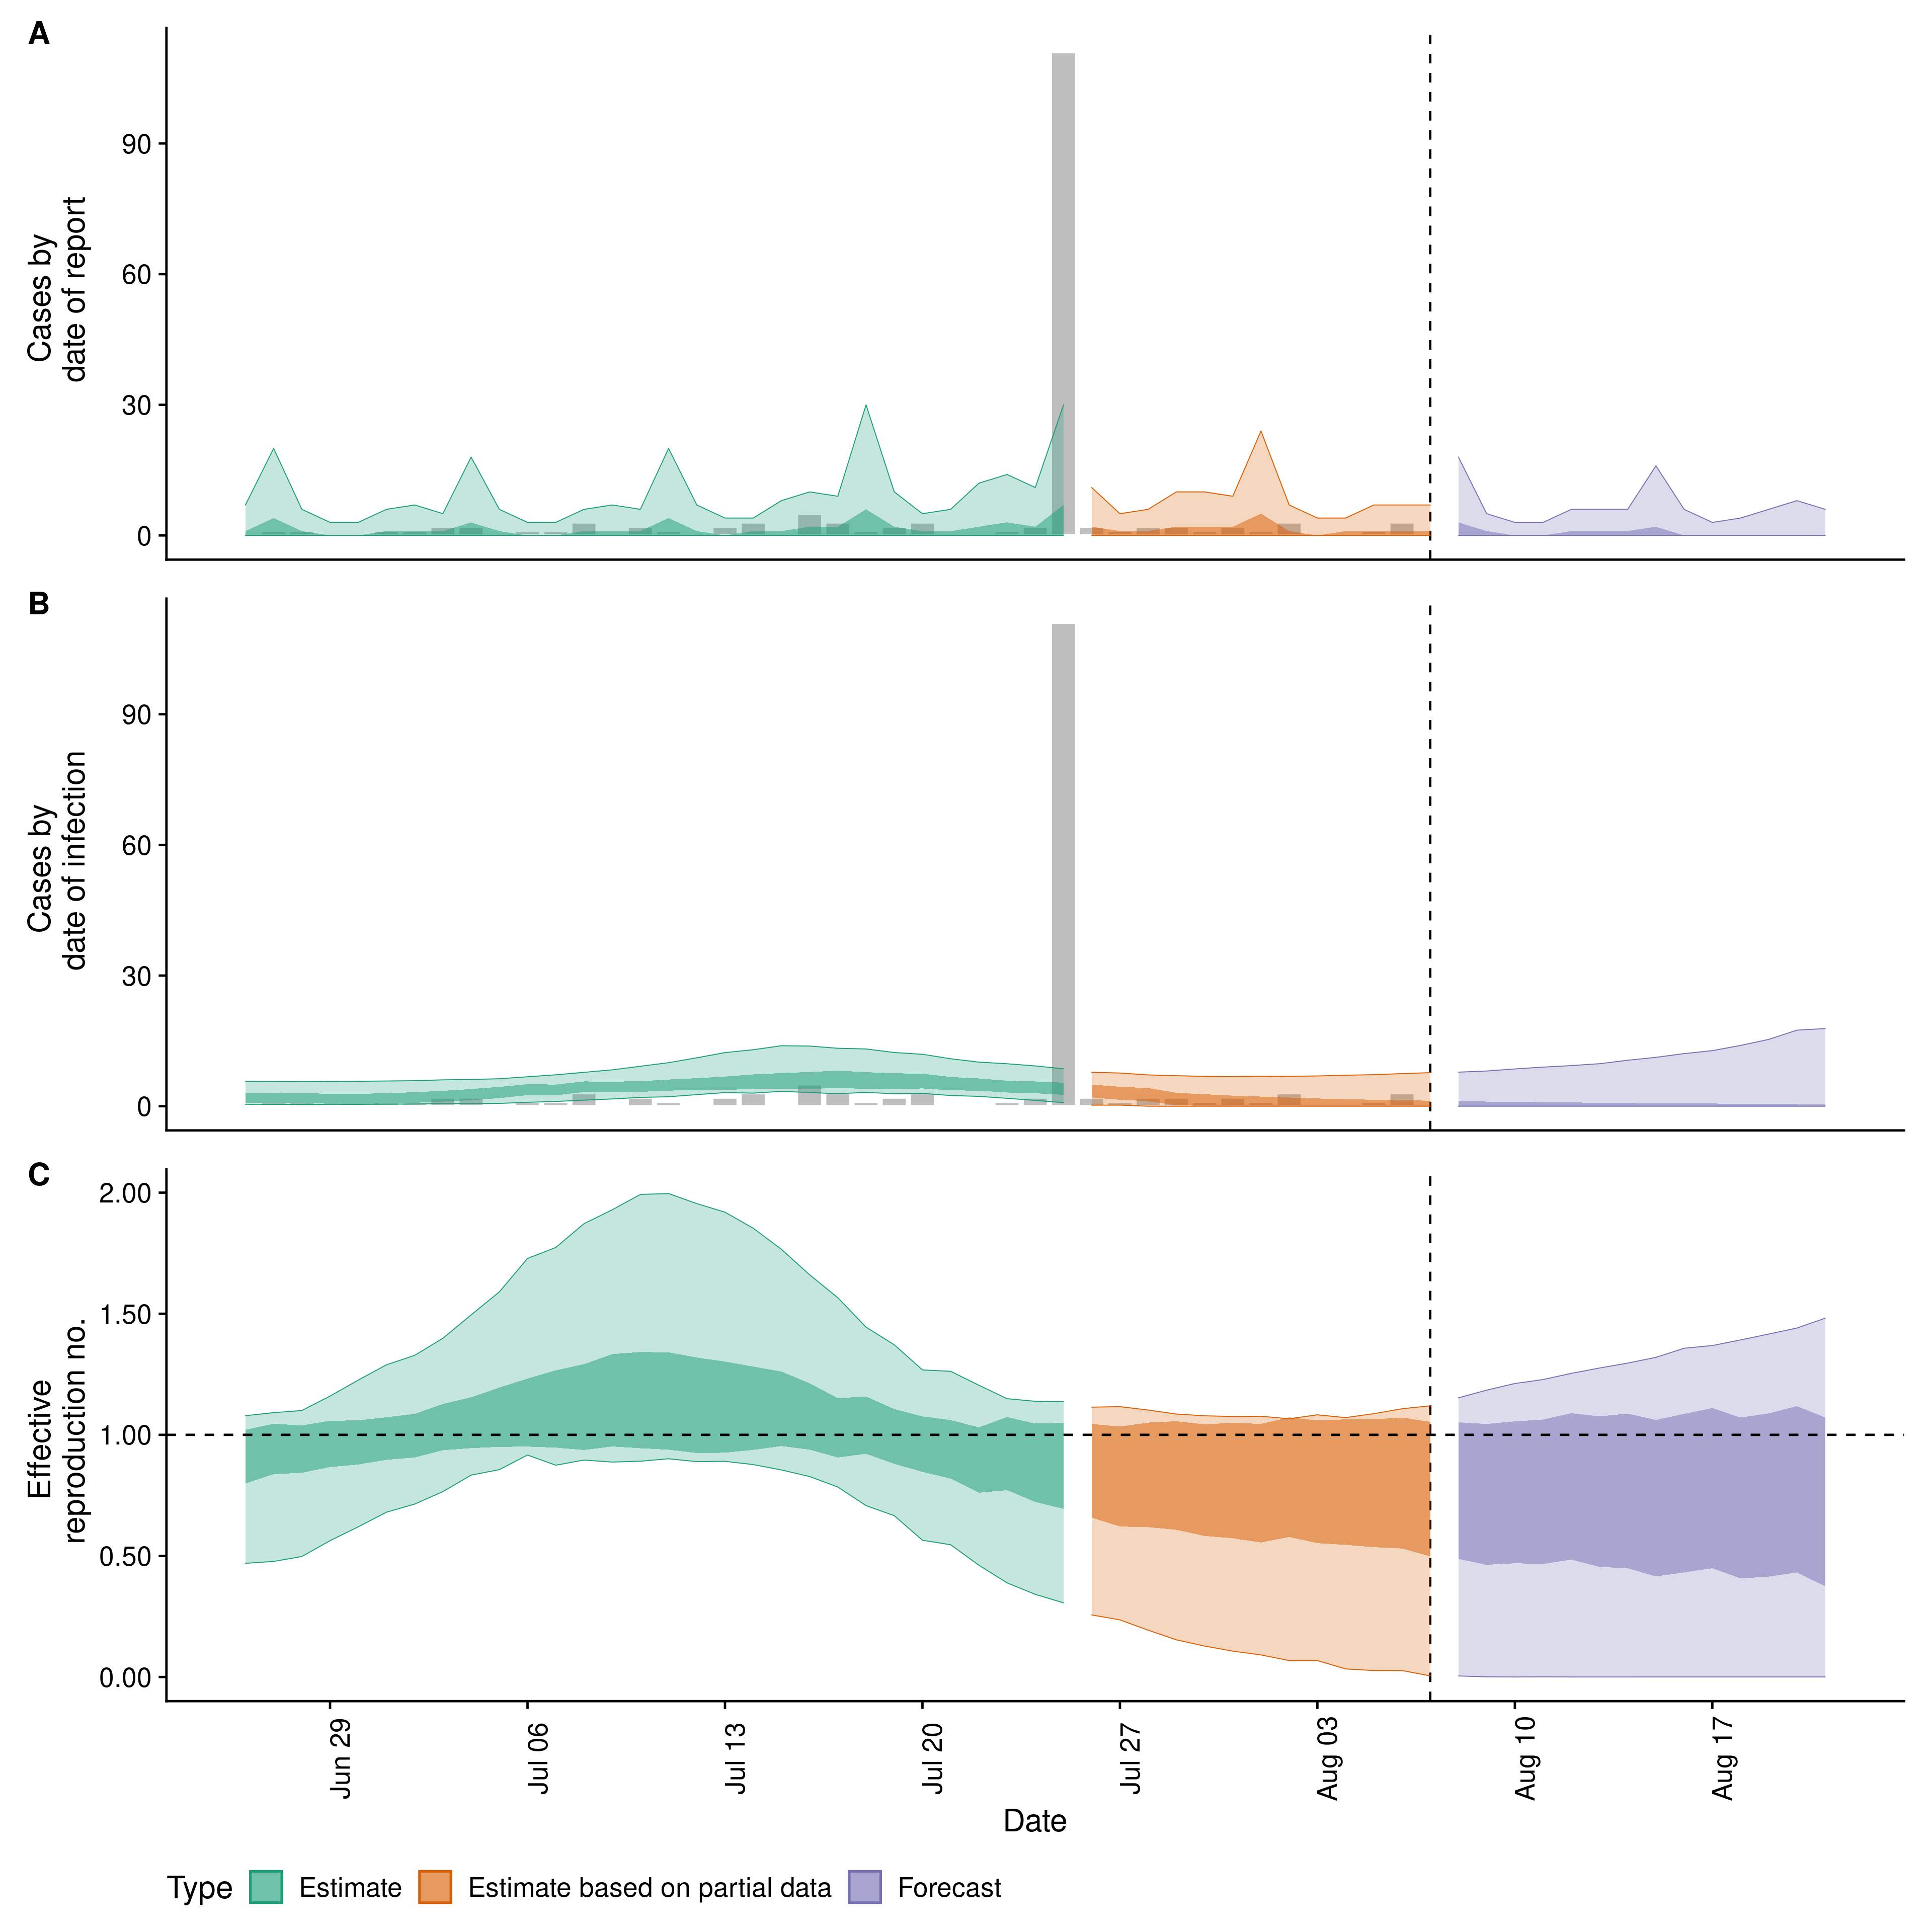 A
90
60
30
0
Cases by
date of report
B
90
60
30
0
Cases by
date of infection
C
2.00
1.50
1.00
0.50
0.00
Effective
reproduction no.
Jun 29
Jul 06
Jul 13
Jul 20
Jul 27
Aug 03
Aug 10
Aug 17
Date
Type Estimate Estimate based on partial data Forecast